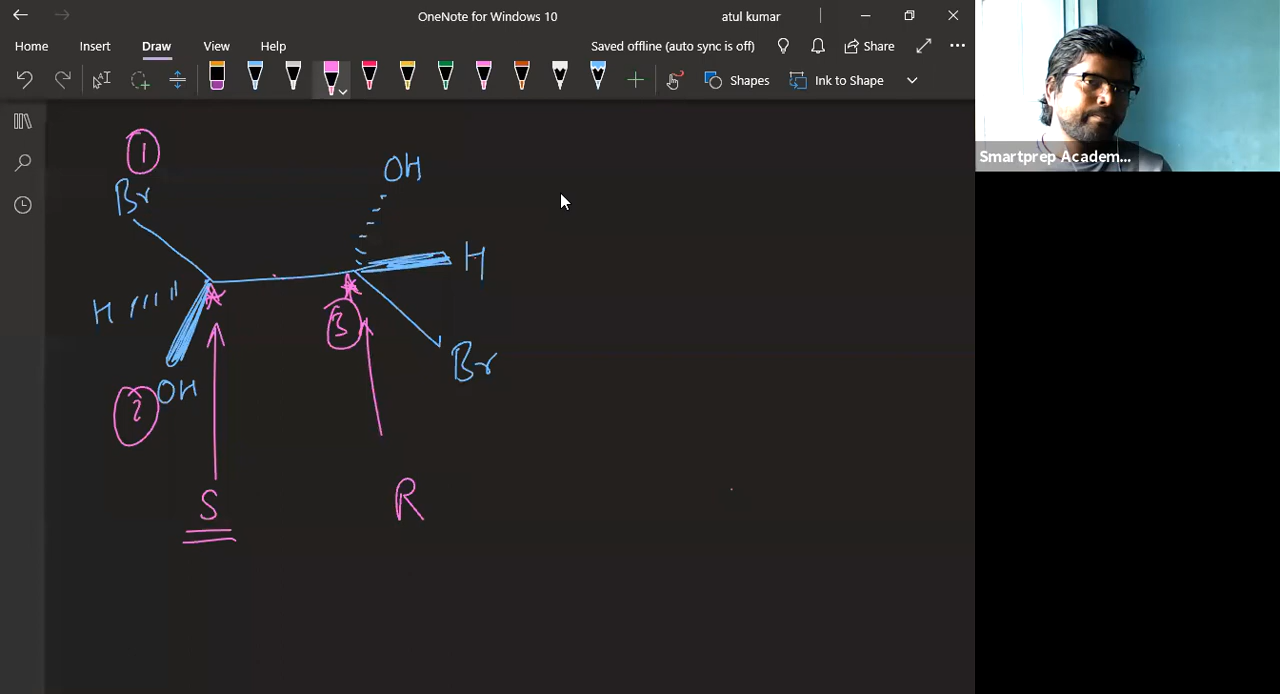 OneNote for Windows 10
atul kumar
Home
Insert
Draw
View
Help
Saved offline (auto sync is off)
Share
Shapes
Ink to Shape
Smartprep Academ...
1
Br
OH
H
H
3
Br
OH
2
S
R